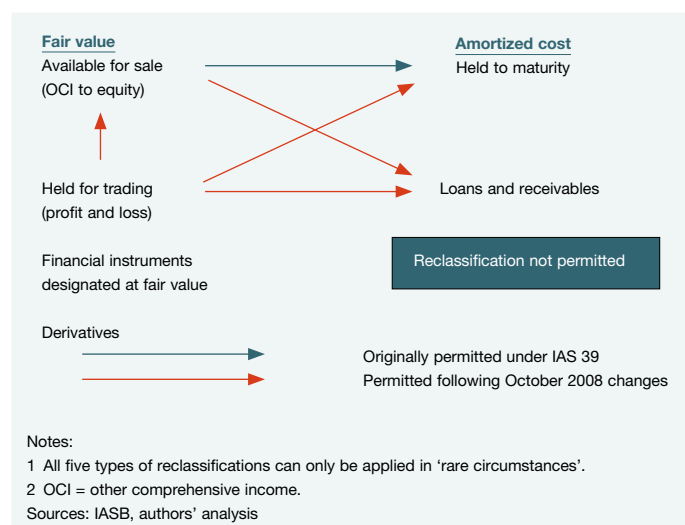 Fair value
Amortized cost
Available for sale
(OCI to equity)
Held to maturity
Held for trading
(profit and loss)
Loans and receivables
Financial instruments
designated at fair value
Reclassification not permitted
Derivatives
Originally permitted under IAS 39
Permitted following October 2008 changes
Notes:
1 All five types of reclassifications can only be applied in ‘rare circumstances’.
2 OCI = other comprehensive income.
Sources: IASB, authors’ analysis